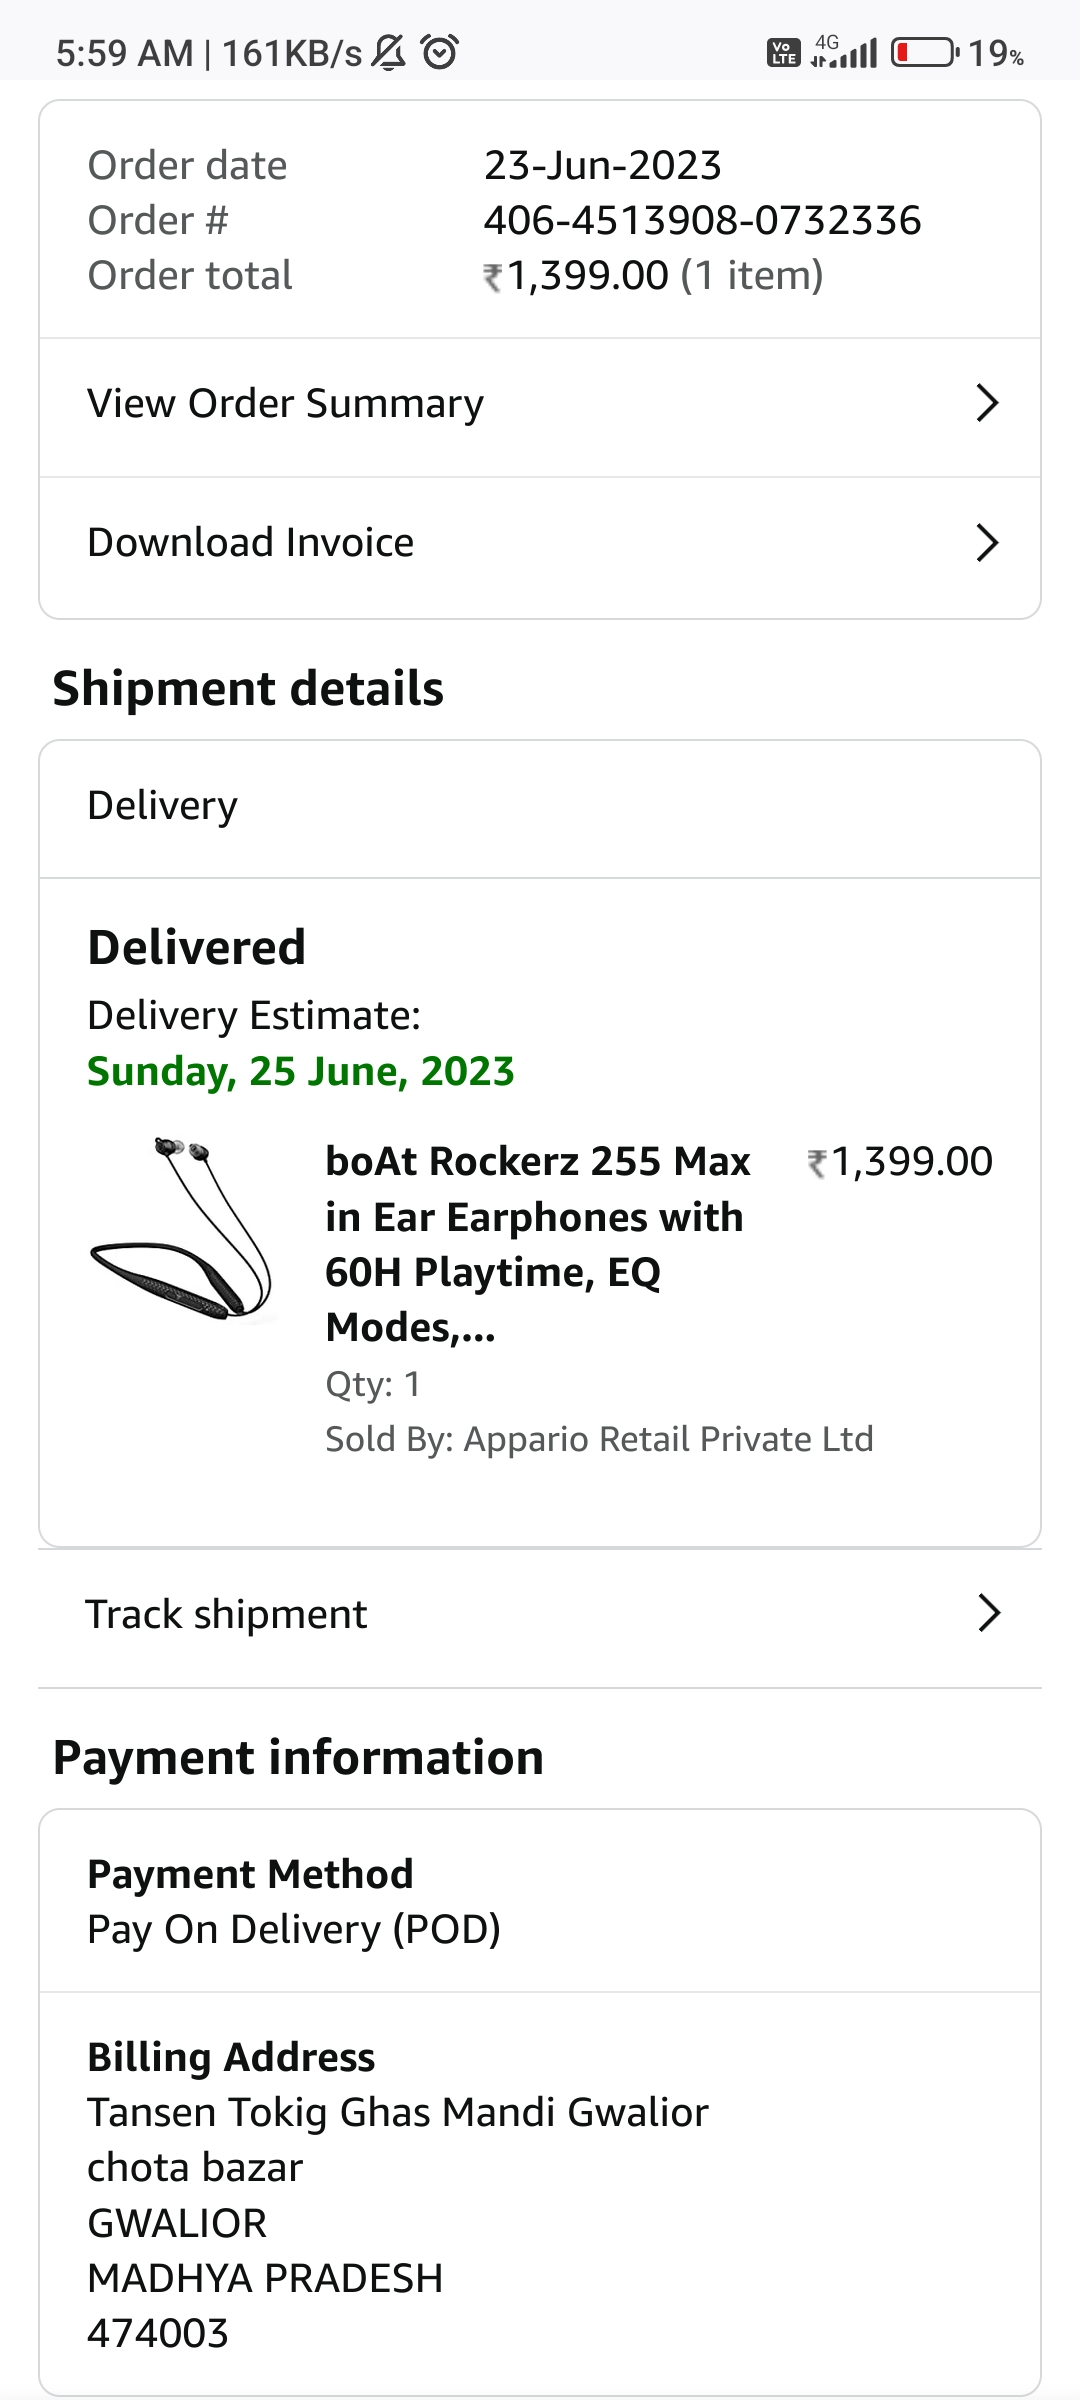 5:59 AM | 161KB/s Vo LTE 4G 19%
Order date 23-Jun-2023
Order # 406-4513908-0732336
Order total ₹1,399.00 (1 item)
View Order Summary
Download Invoice
Shipment details
Delivery
Delivered
Delivery Estimate:
Sunday, 25 June, 2023
boAt Rockerz 255 Max ₹1,399.00
in Ear Earphones with
60H Playtime, EQ
Modes,...
Qty: 1
Sold By: Appario Retail Private Ltd
Track shipment
Payment information
Payment Method
Pay On Delivery (POD)
Billing Address
Tansen Tokig Ghas Mandi Gwalior
chota bazar
GWALIOR
MADHYA PRADESH
474003